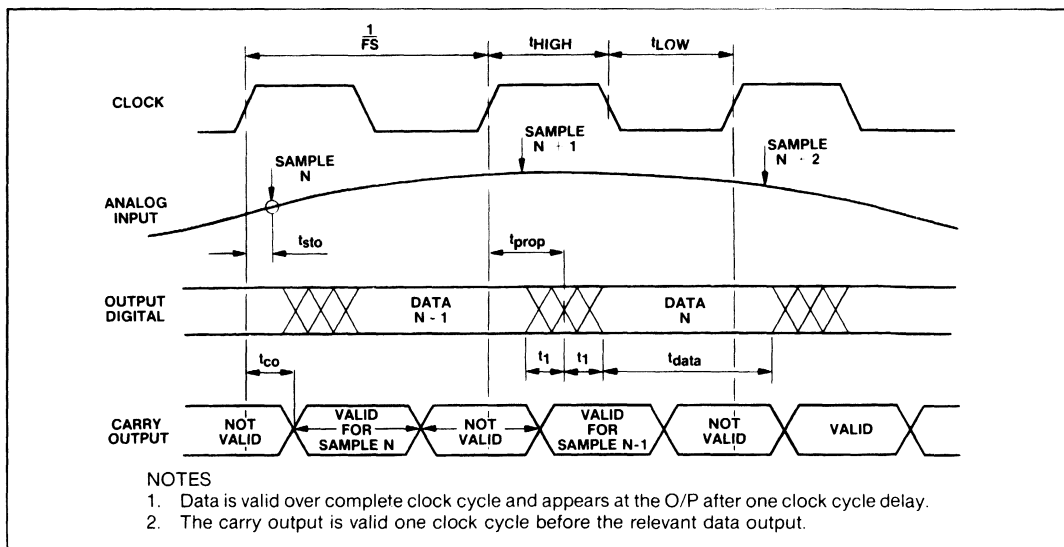 1
FS
tHIGH
tLOW
CLOCK
SAMPLE
N
SAMPLE
N + 1
SAMPLE
N + 2
ANALOG
INPUT
tsto
tprop
OUTPUT
DIGITAL
DATA
N - 1
DATA
N
tco
t1
t1
tdata
CARRY
OUTPUT
NOT
VALID
VALID
FOR
SAMPLE N
NOT
VALID
VALID
FOR
SAMPLE N-1
NOT
VALID
VALID
NOTES
1. Data is valid over complete clock cycle and appears at the O/P after one clock cycle delay.
2. The carry output is valid one clock cycle before the relevant data output.